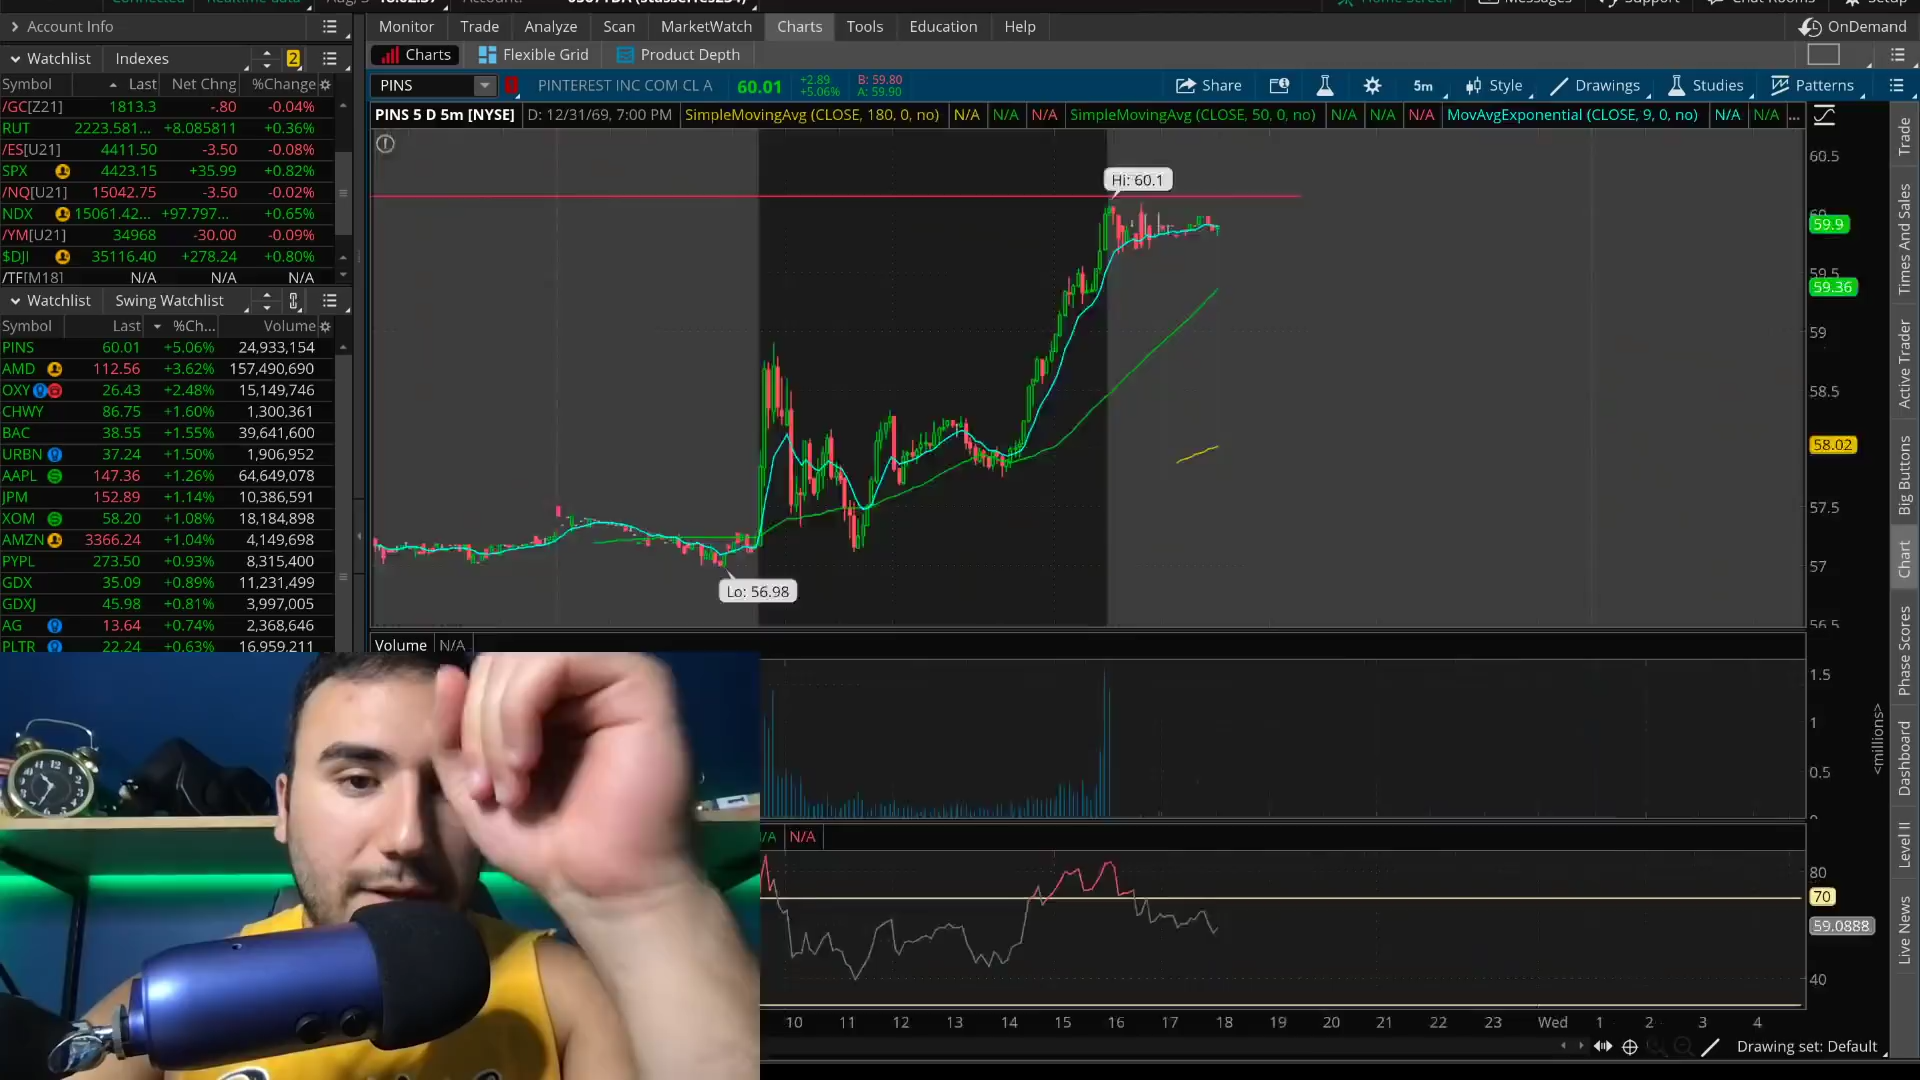 Monitor Trade Analyze Scan MarketWatch Charts Tools Education Help OnDemand
Account Info
Charts Flexible Grid Product Depth
Watchlist Indexes 2
Symbol Last Net Chng %Change
/GC[Z21] 1813.3 -.80 -0.04%
RUT 2223.581... +8.085811 +0.36%
/ES[U21] 4411.50 -3.50 -0.08%
SPX 4423.15 +35.99 +0.82%
/NQ[U21] 15042.75 -3.50 -0.02%
NDX 15061.42... +97.797... +0.65%
/YM[U21] 34968 -30.00 -0.09%
$DJI 35116.40 +278.24 +0.80%
/TF[M18] N/A N/A N/A
Watchlist Swing Watchlist
Symbol Last %Ch... Volume
PINS 60.01 +5.06% 24,933,154
AMD 112.56 +3.62% 157,490,690
OXY 26.43 +2.48% 15,149,746
CHWY 86.75 +1.60% 1,300,361
BAC 38.55 +1.55% 39,641,600
URBN 37.24 +1.50% 1,906,952
AAPL 147.36 +1.26% 64,649,078
JPM 152.89 +1.14% 10,386,591
XOM 58.20 +1.08% 18,184,898
AMZN 3366.24 +1.04% 4,149,698
PYPL 273.50 +0.93% 8,315,400
GDX 35.09 +0.89% 11,231,499
GDXJ 45.98 +0.81% 3,997,005
AG 13.64 +0.74% 2,368,646
PLTR 22.24 +0.63% 16,959,211
PINS PINTEREST INC COM CL A 60.01 +2.89 +5.06% B: 59.80 A: 59.90 Share 5m Style Drawings Studies Patterns
PINS 5 D 5m [NYSE] D: 12/31/69, 7:00 PM SimpleMovingAvg (CLOSE, 180, 0, no) N/A N/A N/A SimpleMovingAvg (CLOSE, 50, 0, no) N/A N/A N/A MovAvgExponential (CLOSE, 9, 0, no) N/A N/A ...
60.5
Hi: 60.1
59.9
59.5
59.36
59
58.5
58.02
57.5
57
Lo: 56.98
56.5
Volume N/A
1.5
1
0.5
<millions>
N/A
80
70
59.0888
40
10 11 12 13 14 15 16 17 18 19 20 21 22 23 Wed 1 2 3 4
Drawing set: Default
Trade
Times And Sales
Active Trader
Big Buttons
Chart
Phase Scores
Dashboard
Level II
Live News